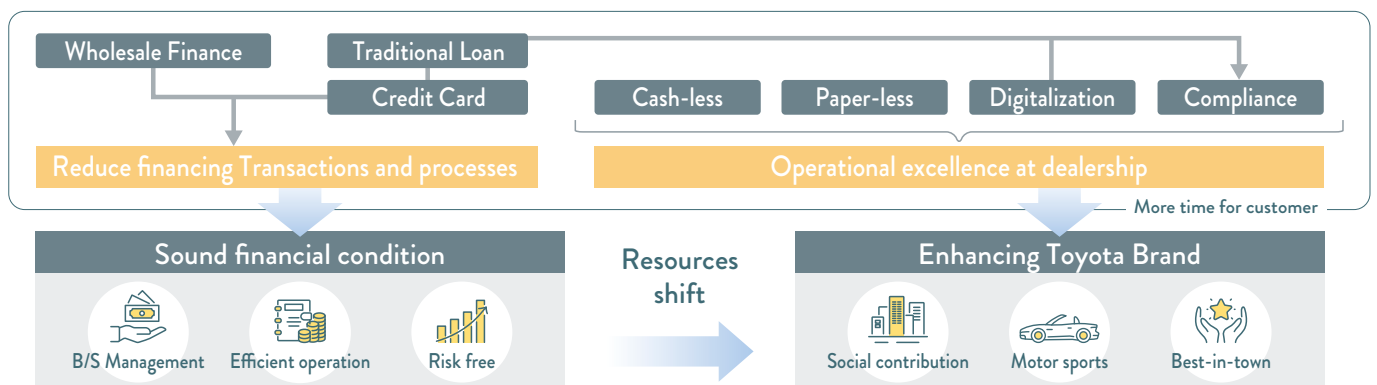 Wholesale Finance
Traditional Loan
Credit Card
Cash-less
Paper-less
Digitalization
Compliance
Reduce financing Transactions and processes
Operational excellence at dealership
More time for customer
Sound financial condition
B/S Management
Efficient operation
Risk free
Resources
shift
Enhancing Toyota Brand
Social contribution
Motor sports
Best-in-town